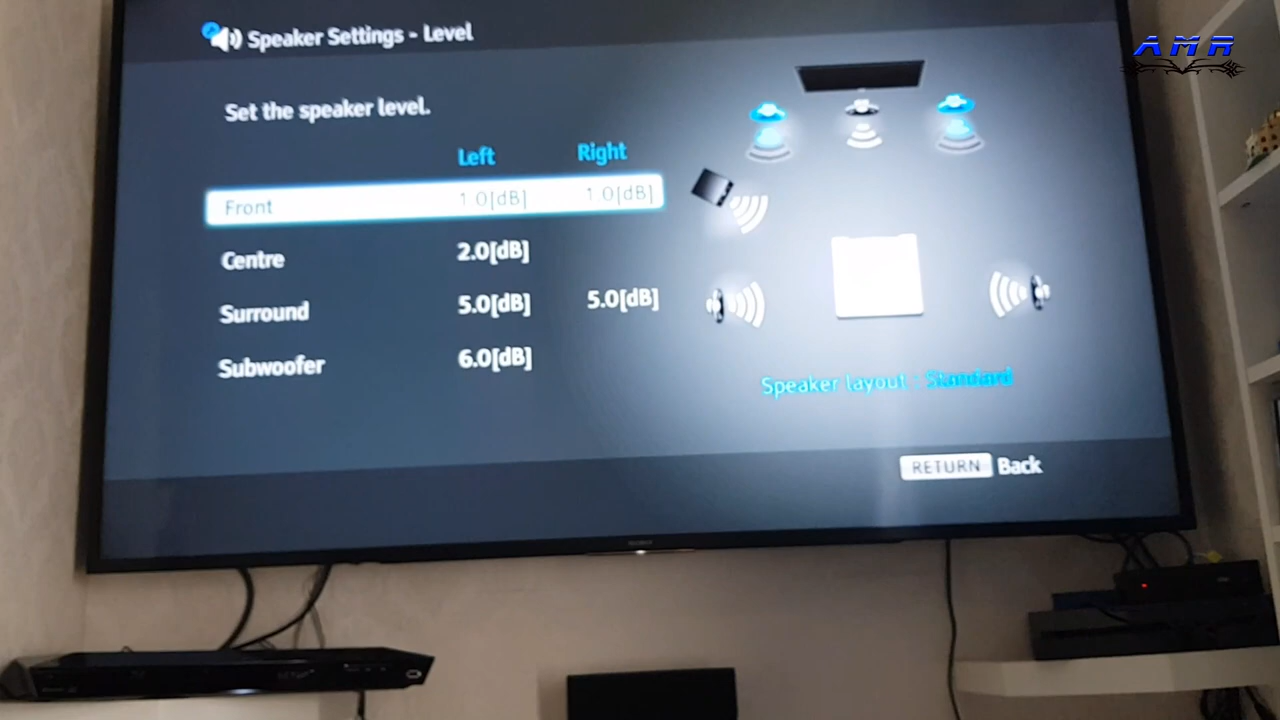 AMR
Speaker Settings - Level
Set the speaker level.
Left Right
Front 1.0[dB] 1.0[dB]
Centre 2.0[dB]
Surround 5.0[dB] 5.0[dB]
Subwoofer 6.0[dB]
Speaker layout : Standard
RETURN Back